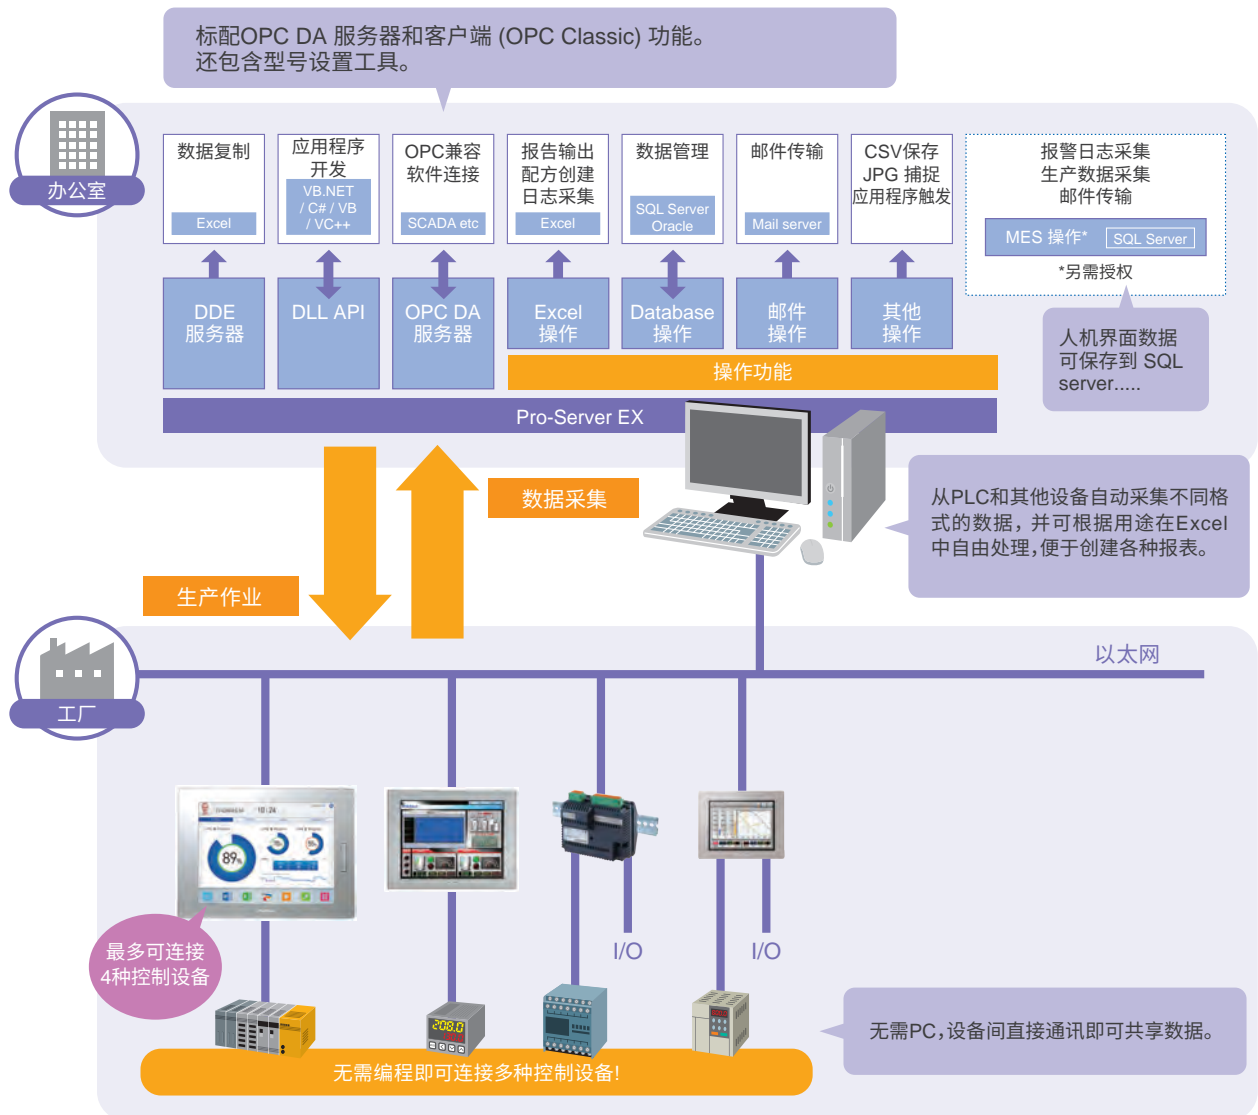 标配OPC DA 服务器和客户端 (OPC Classic) 功能。
还包含型号设置工具。
办公室
数据复制
Excel
应用程序
开发
VB.NET
/ C# / VB
/ VC++
OPC兼容
软件连接
SCADA etc
报告输出
配方创建
日志采集
Excel
数据管理
SQL Server
Oracle
邮件传输
Mail server
CSV保存
JPG 捕捉
应用程序触发
报警日志采集
生产数据采集
邮件传输
MES 操作*
SQL Server
*另需授权
DDE
服务器
DLL API
OPC DA
服务器
Excel
操作
Database
操作
邮件
操作
其他
操作
操作功能
人机界面数据
可保存到 SQL
server.....
Pro-Server EX
数据采集
从PLC和其他设备自动采集不同格
式的数据，并可根据用途在Excel
中自由处理，便于创建各种报表。
生产作业
以太网
工厂
10:24
89%
最多可连接
4种控制设备
I/O
I/O
208.0
无需PC，设备间直接通讯即可共享数据。
无需编程即可连接多种控制设备!